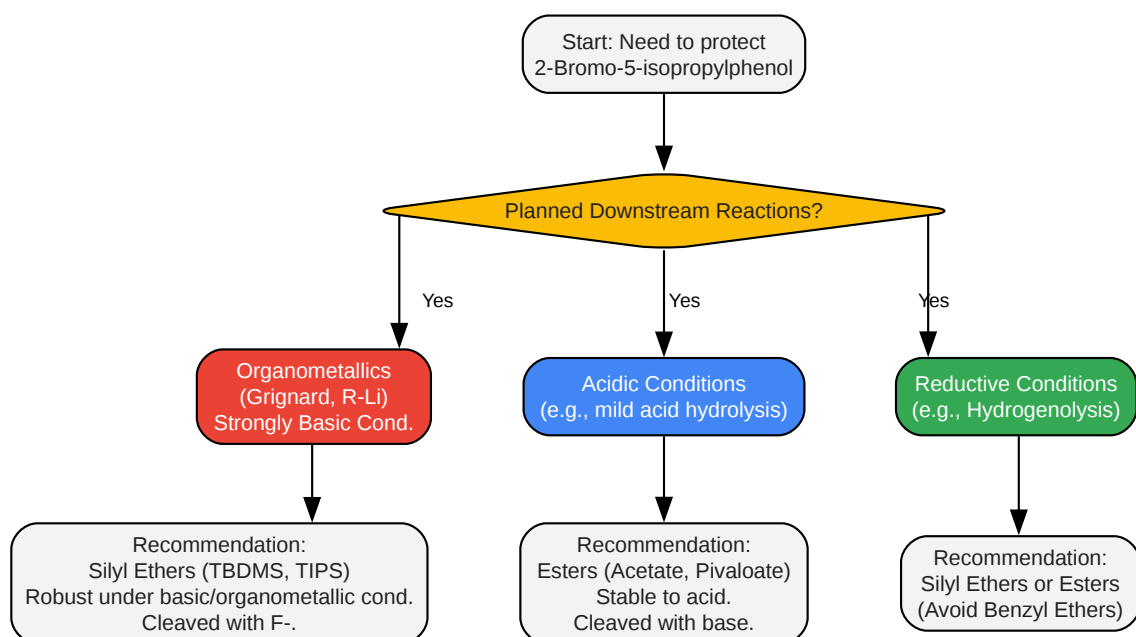 Start: Need to protect
2-Bromo-5-isopropylphenol
Planned Downstream Reactions?
Yes
Yes
Yes
Organometallics
(Grignard, R-Li)
Strongly Basic Cond.
Acidic Conditions
(e.g., mild acid hydrolysis)
Reductive Conditions
(e.g., Hydrogenolysis)
Recommendation:
Silyl Ethers (TBDMS, TIPS)
Robust under basic/organometallic cond.
Cleaved with F-.
Recommendation:
Esters (Acetate, Pivaloate)
Stable to acid.
Cleaved with base.
Recommendation:
Silyl Ethers or Esters
(Avoid Benzyl Ethers)